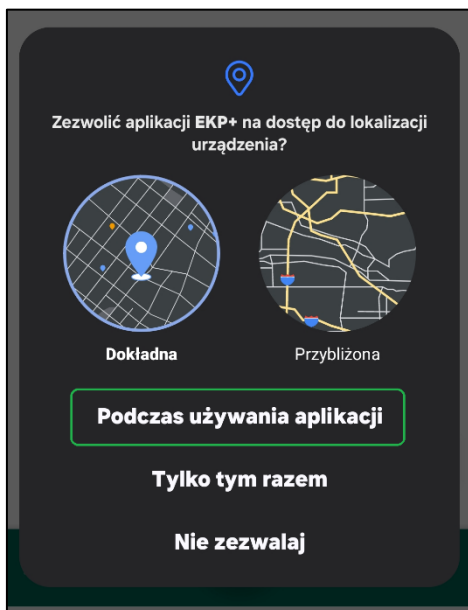 Zezwolić aplikacji EKP+ na dostęp do lokalizacji
urządzenia?
Dokładna
Przybliżona
Podczas używania aplikacji
Tylko tym razem
Nie zezwalaj